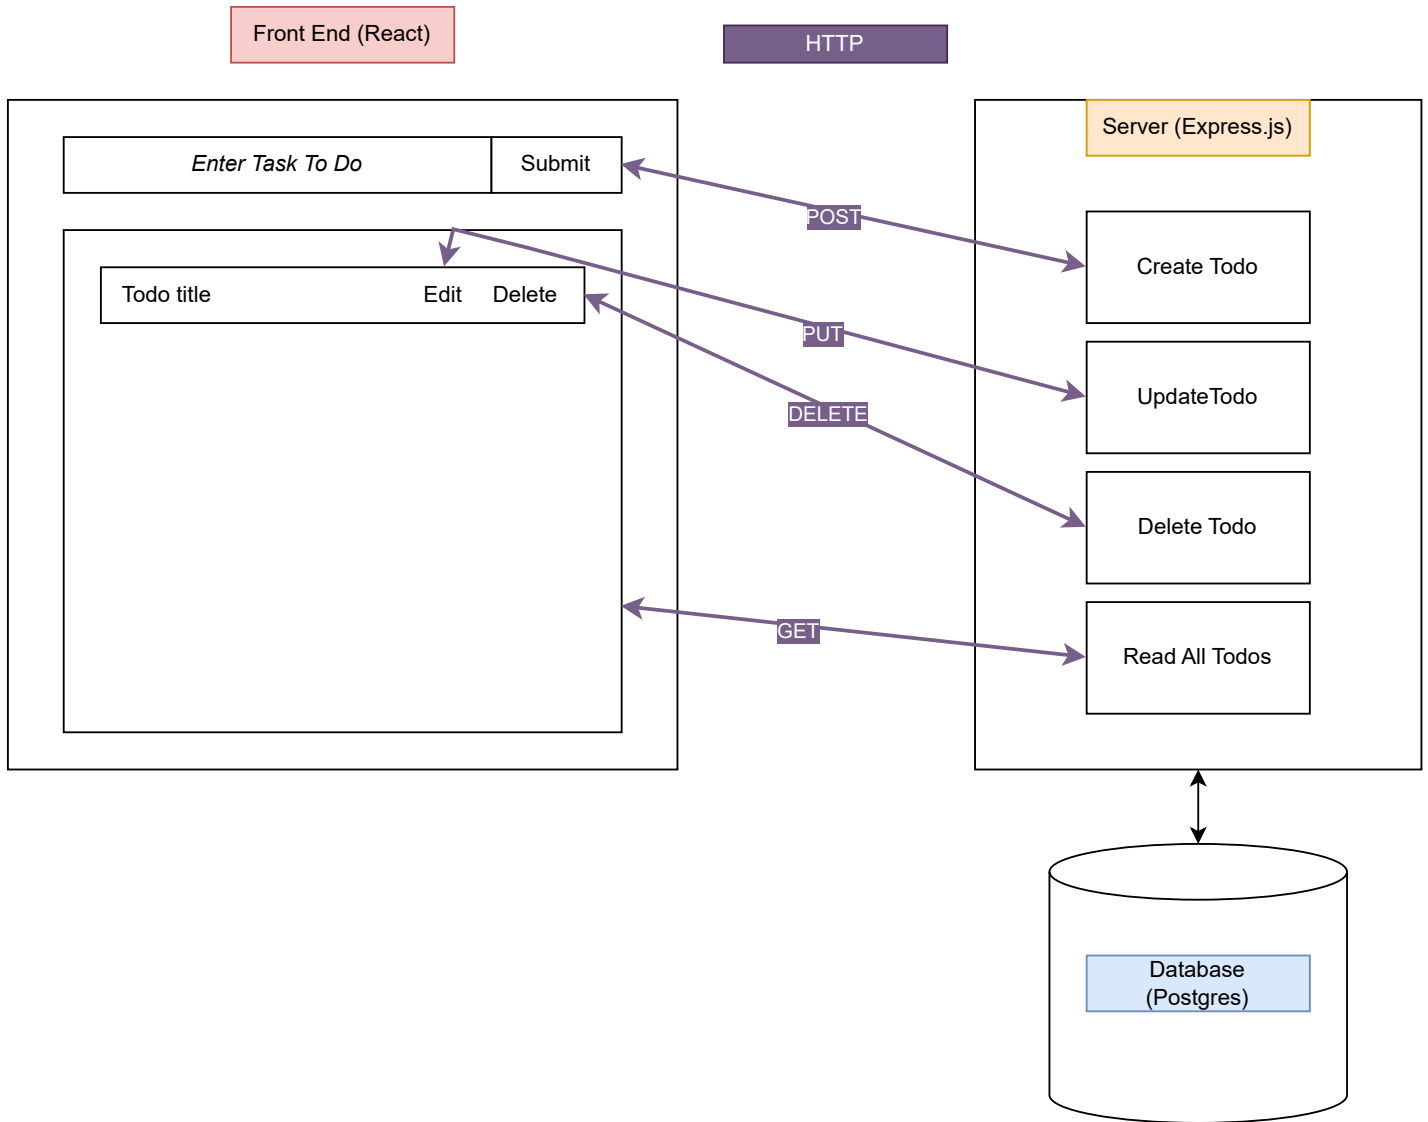 Front End (React)
HTTP
Server (Express.js)
Enter Task To Do
Submit
POST
Create Todo
Todo title
Edit
Delete
PUT
UpdateTodo
DELETE
Delete Todo
GET
Read All Todos
Database
(Postgres)